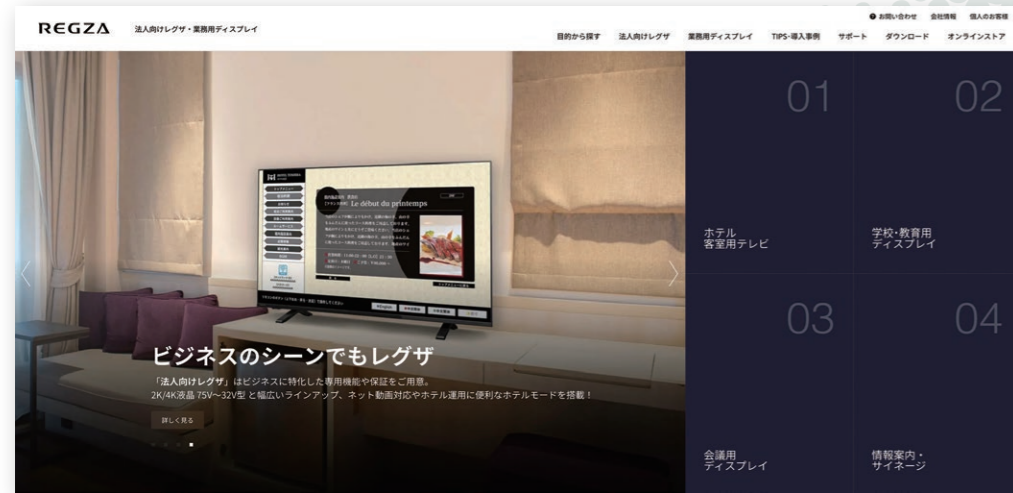 REGZA
法人向けレグザ・業務用ディスプレイ
お問い合わせ 会社情報 個人のお客様
目的から探す 法人向けレグザ 業務用ディスプレイ TIPS・導入事例 サポート ダウンロード オンラインストア
Le début du printemps
ビジネスのシーンでもレグザ
「法人向けレグザ」はビジネスに特化した専用機能や保証をご用意。
2K/4K液晶 75V〜32V型 と幅広いラインアップ、ネット動画対応やホテル運用に便利なホテルモードを搭載！
詳しく見る
01
ホテル
客室用テレビ
02
学校・教育用
ディスプレイ
03
会議用
ディスプレイ
04
情報案内・
サイネージ